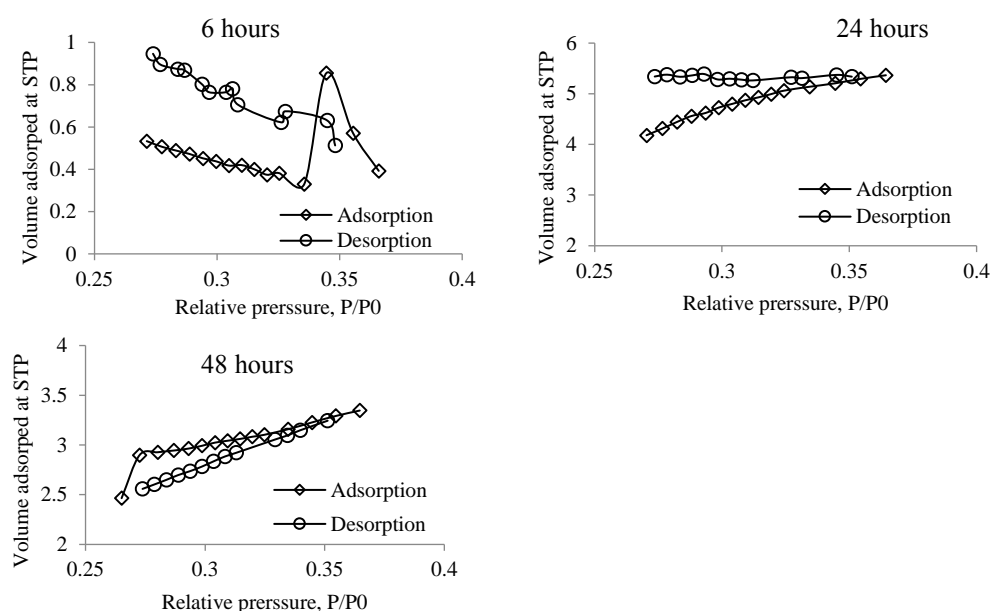 6 hours
Volume adsorped at STP
1
0.8
0.6
0.4
0.2
0
Adsorption
Desorption
0.25
0.3
0.35
0.4
Relative prerssure, P/P0
24 hours
Volume adsorped at STP
6
5
4
3
2
Adsorption
Desorption
0.25
0.3
0.35
0.4
Relative prerssure, P/P0
48 hours
Volume adsorped at STP
4
3.5
3
2.5
2
Adsorption
Desorption
0.25
0.3
0.35
0.4
Relative prerssure, P/P0